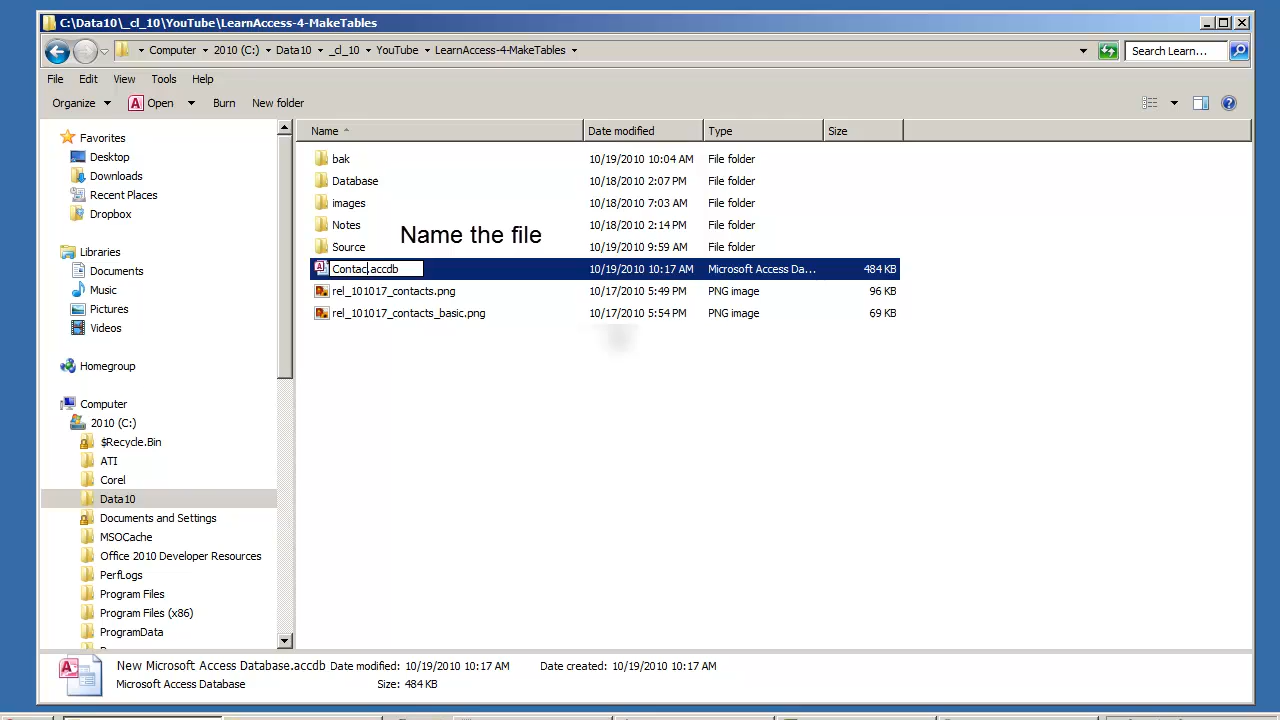 C:\Data10\_cl_10\YouTube\LearnAccess-4-MakeTables
Computer 2010 (C:) Data10 _cl_10 YouTube LearnAccess-4-MakeTables Search Learn...
File Edit View Tools Help
Organize Open Burn New folder
Name Date modified Type Size
Favorites
Desktop
Downloads
Recent Places
Dropbox
Libraries
Documents
Music
Pictures
Videos
Homegroup
Computer
2010 (C:)
$Recycle.Bin
ATI
Corel
Data10
Documents and Settings
MSOCache
Office 2010 Developer Resources
PerfLogs
Program Files
Program Files (x86)
ProgramData
bak 10/19/2010 10:04 AM File folder
Database 10/18/2010 2:07 PM File folder
images 10/18/2010 7:03 AM File folder
Notes 10/18/2010 2:14 PM File folder
Name the file
Source 10/19/2010 9:59 AM File folder
Contac.accdb 10/19/2010 10:17 AM Microsoft Access Da... 484 KB
rel_101017_contacts.png 10/17/2010 5:49 PM PNG image 96 KB
rel_101017_contacts_basic.png 10/17/2010 5:54 PM PNG image 69 KB
New Microsoft Access Database.accdb Date modified: 10/19/2010 10:17 AM Date created: 10/19/2010 10:17 AM
Microsoft Access Database Size: 484 KB